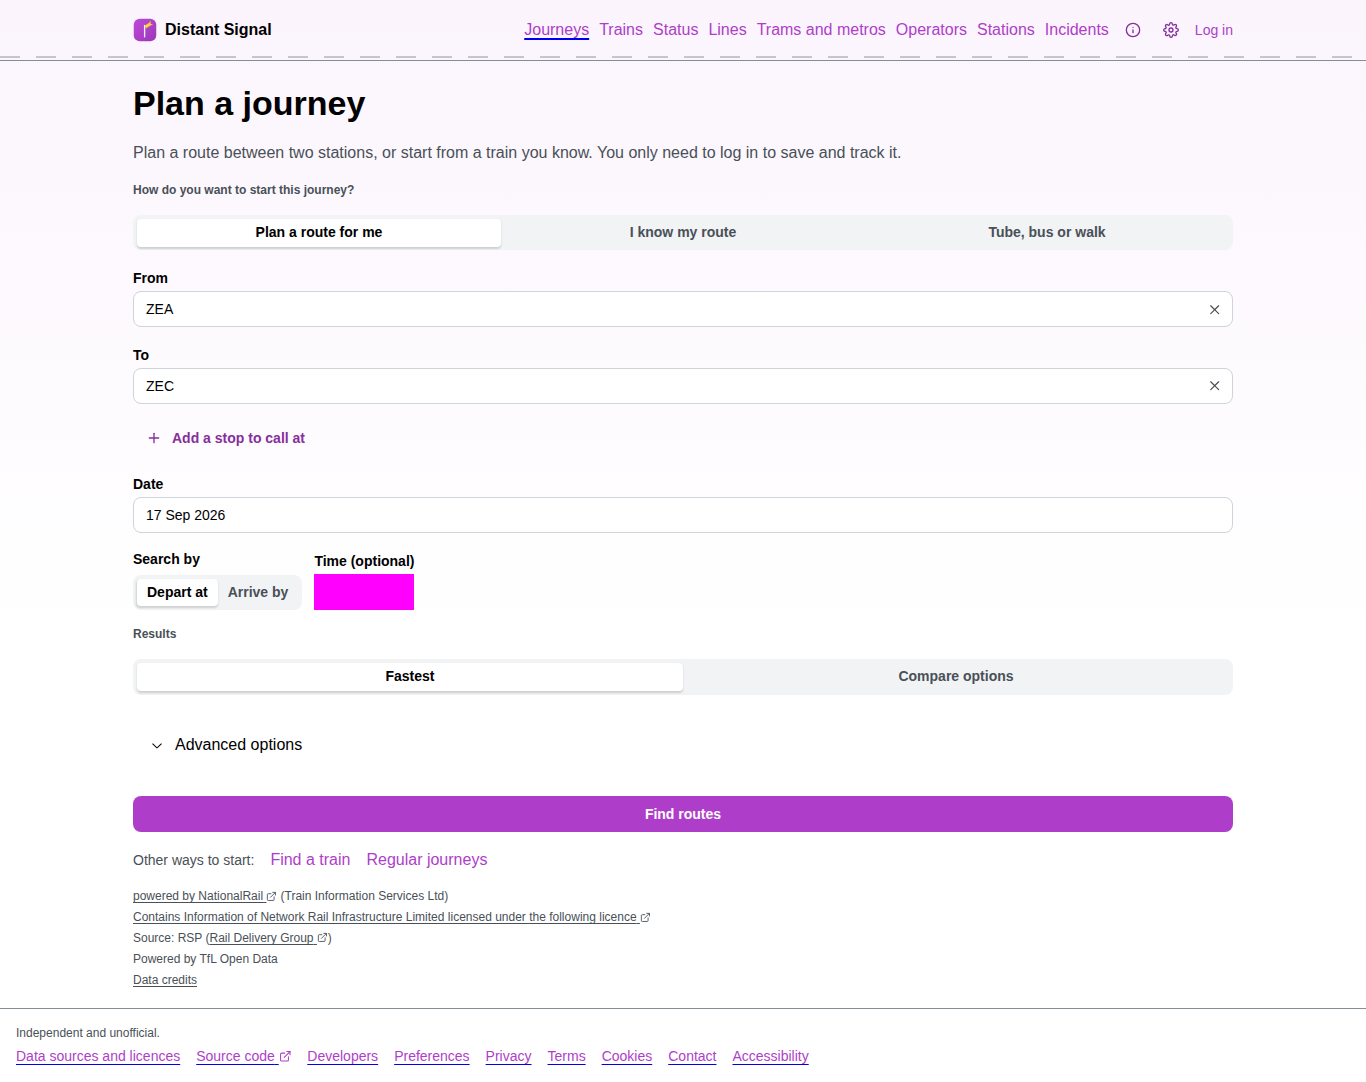 Distant Signal
Journeys Trains Status Lines Trams and metros Operators Stations Incidents Log in
Plan a journey
Plan a route between two stations, or start from a train you know. You only need to log in to save and track it.
How do you want to start this journey?
Plan a route for me I know my route Tube, bus or walk
From
ZEA
To
ZEC
Add a stop to call at
Date
17 Sep 2026
Search by Time (optional)
Depart at Arrive by
Results
Fastest Compare options
Advanced options
Find routes
Other ways to start: Find a train Regular journeys
powered by NationalRail (Train Information Services Ltd)
Contains Information of Network Rail Infrastructure Limited licensed under the following licence
Source: RSP (Rail Delivery Group )
Powered by TfL Open Data
Data credits
Independent and unofficial.
Data sources and licences Source code Developers Preferences Privacy Terms Cookies Contact Accessibility